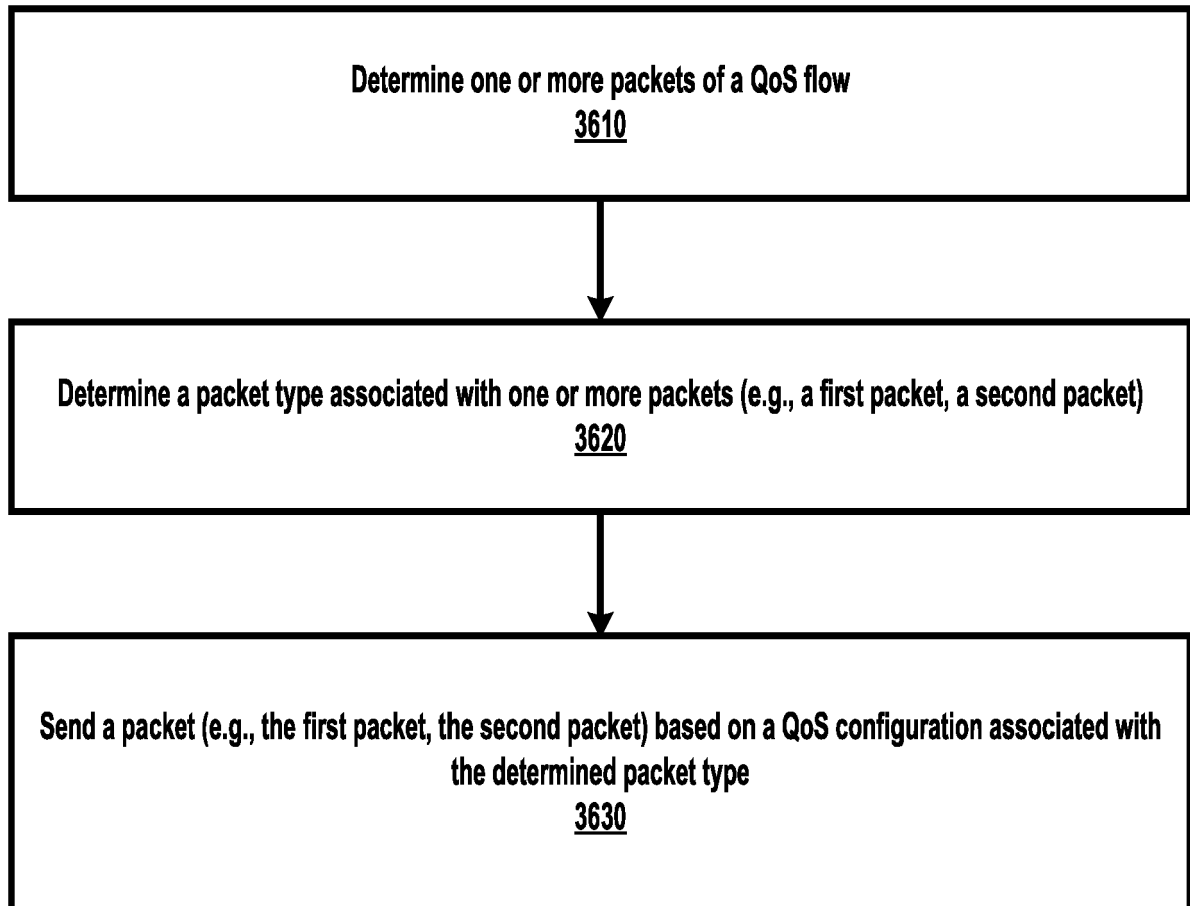 Determine one or more packets of a QoS flow
3610
Determine a packet type associated with one or more packets (e.g., a first packet, a second packet)
3620
Send a packet (e.g., the first packet, the second packet) based on a QoS configuration associated with
the determined packet type
3630